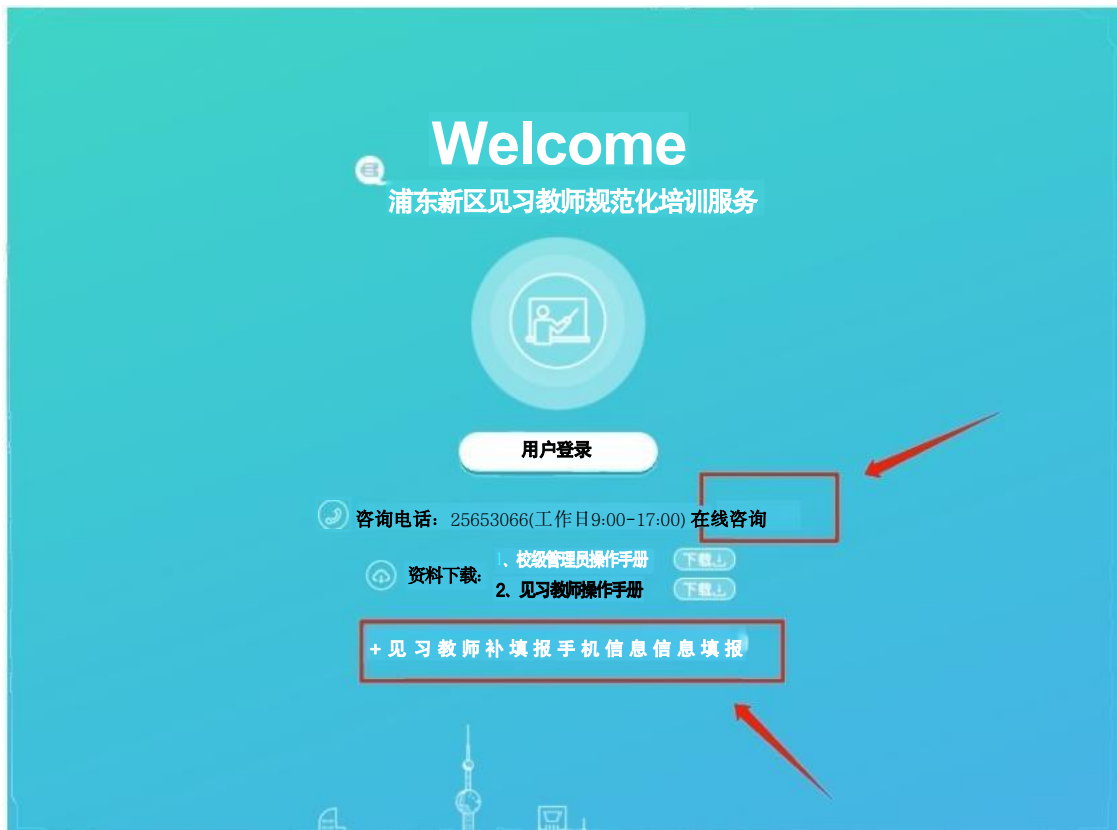 Welcome
浦东新区见习教师规范化培训服务
用户登录
咨询电话：25653066(工作日9:00-17:00) 在线咨询
资料下载：
1、校级管理员操作手册 下载
2、见习教师操作手册 下载
+见习教师补填报手机信息信息填报